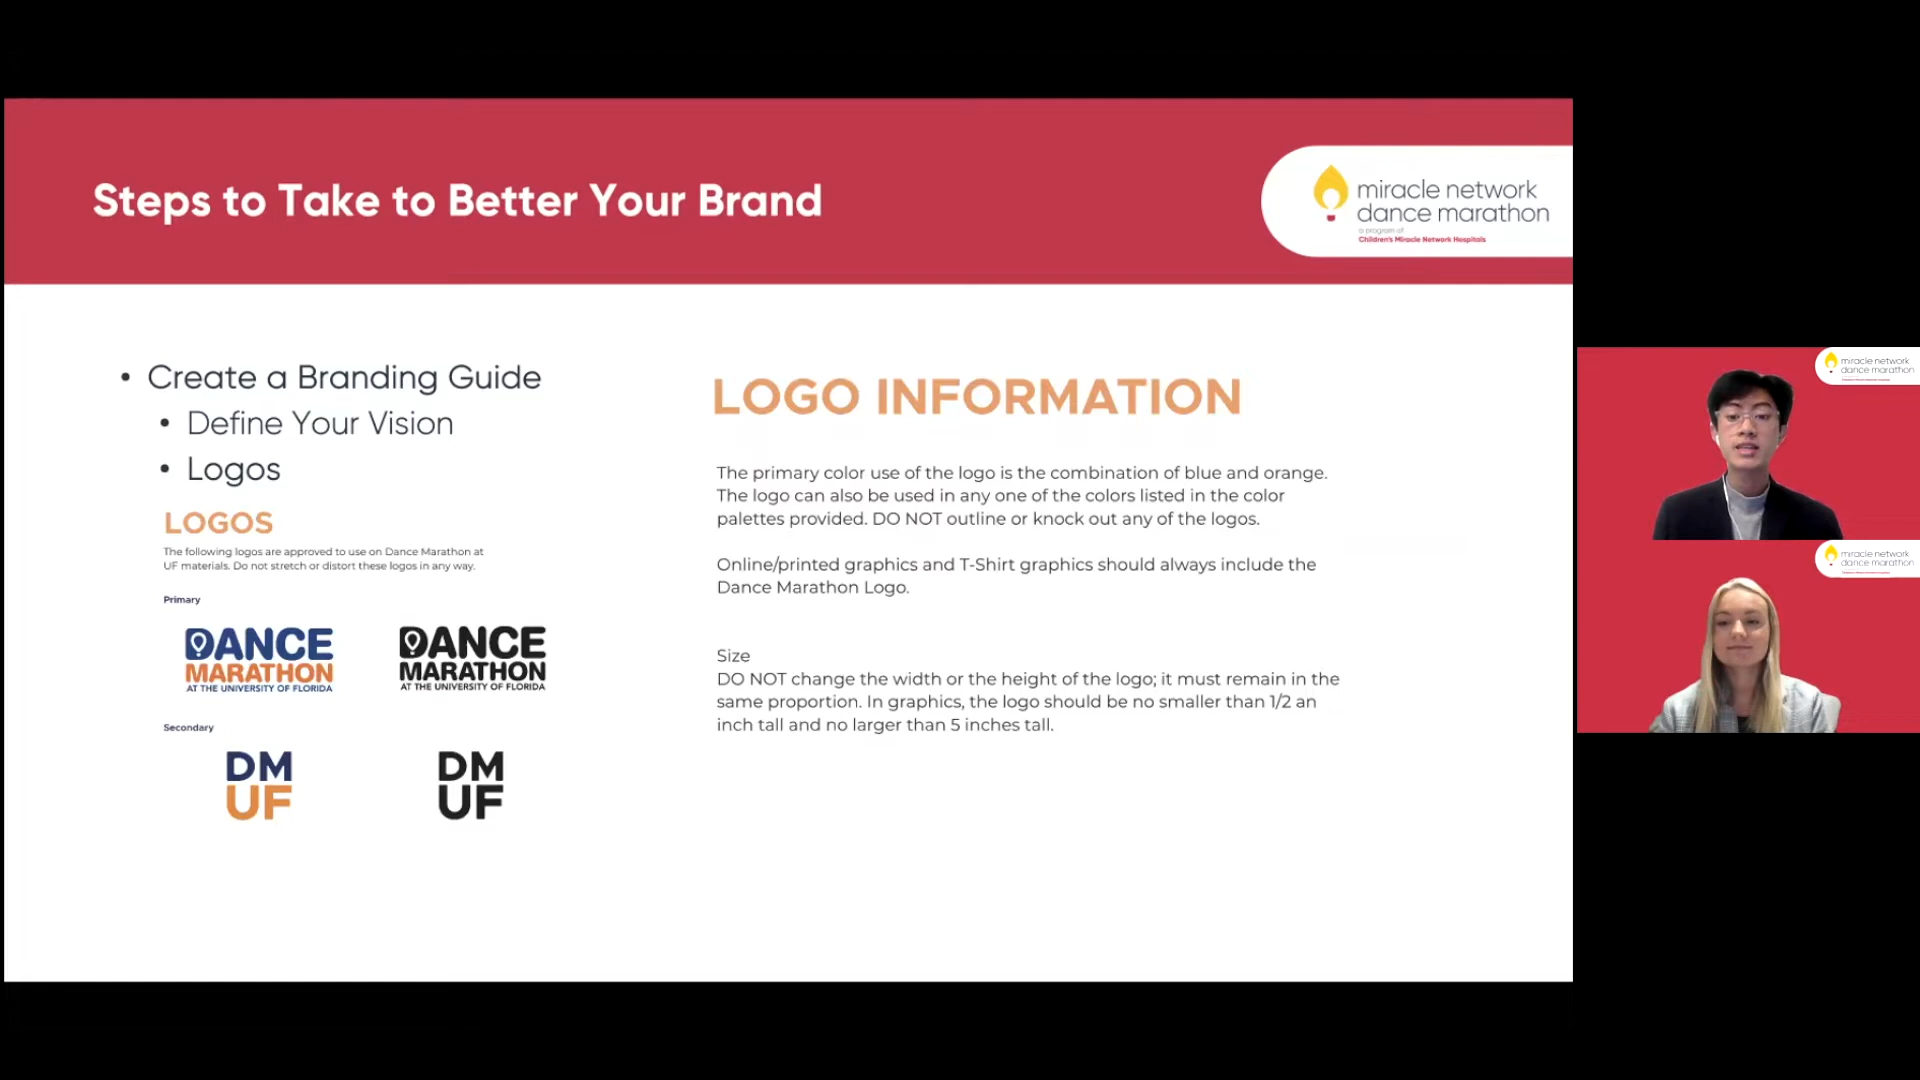 Steps to Take to Better Your Brand
miracle network
dance marathon
a program of
Children's Miracle Network Hospitals
• Create a Branding Guide
• Define Your Vision
• Logos
LOGOS
The following logos are approved to use on Dance Marathon at
UF materials. Do not stretch or distort these logos in any way.
Primary
DANCE
MARATHON
AT THE UNIVERSITY OF FLORIDA
DANCE
MARATHON
AT THE UNIVERSITY OF FLORIDA
Secondary
DM
UF
DM
UF
LOGO INFORMATION
The primary color use of the logo is the combination of blue and orange.
The logo can also be used in any one of the colors listed in the color
palettes provided. DO NOT outline or knock out any of the logos.
Online/printed graphics and T-Shirt graphics should always include the
Dance Marathon Logo.
Size
DO NOT change the width or the height of the logo; it must remain in the
same proportion. In graphics, the logo should be no smaller than 1/2 an
inch tall and no larger than 5 inches tall.
miracle network
dance marathon
miracle network
dance marathon